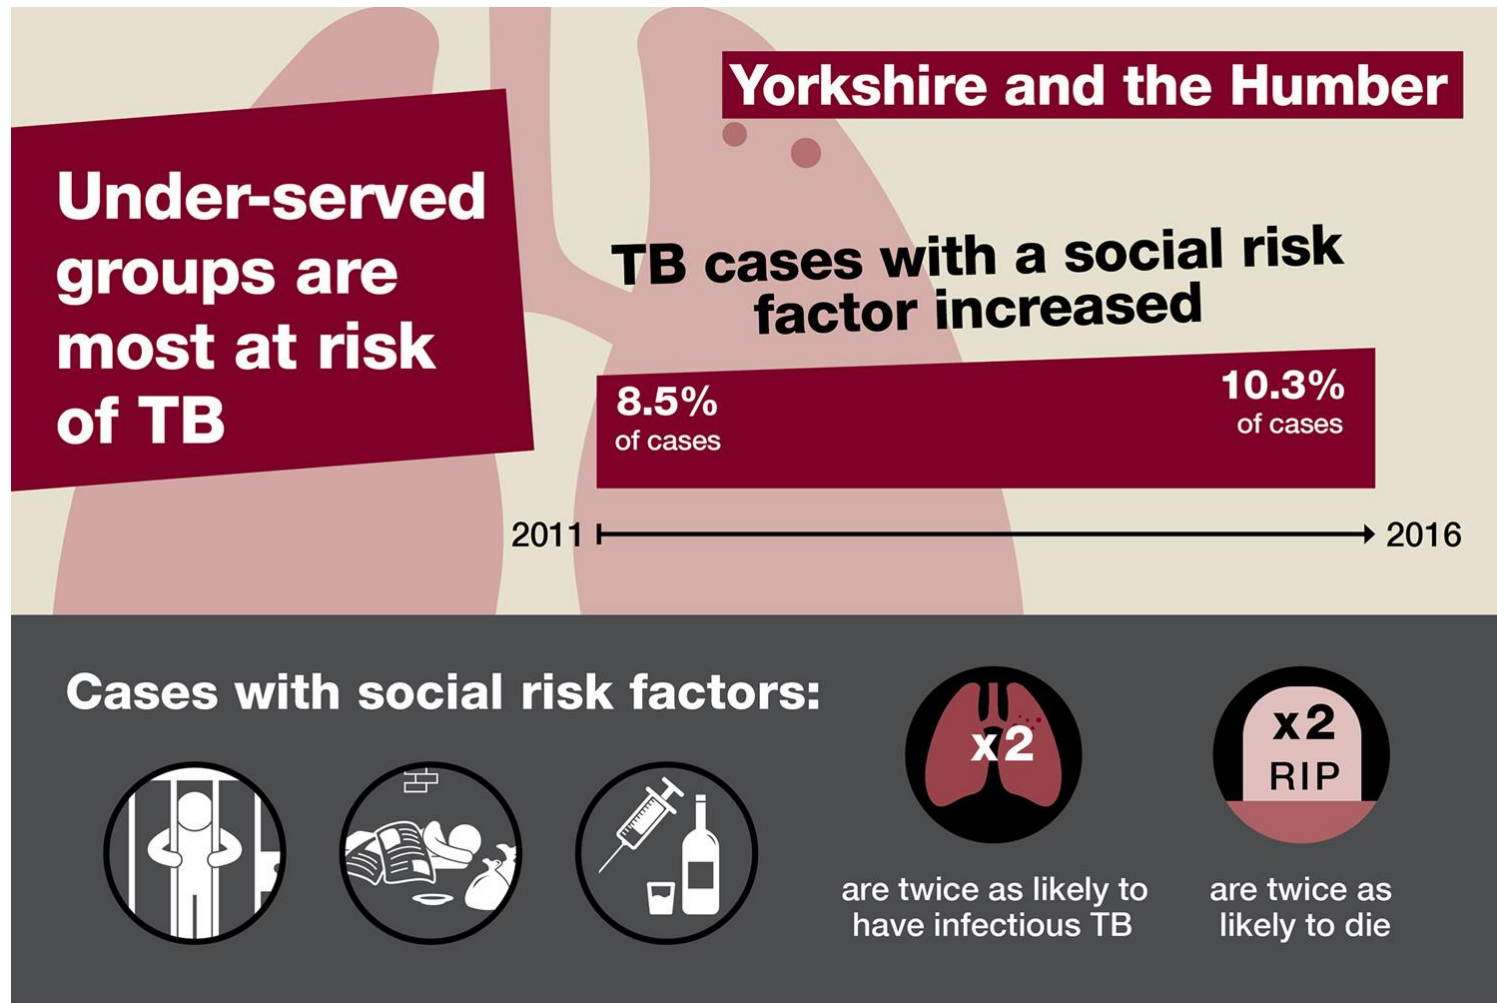 Yorkshire and the Humber
Under-served
groups are
most at risk
of TB
TB cases with a social risk
factor increased
8.5%
of cases
10.3%
of cases
2011
2016
Cases with social risk factors:
x2
are twice as likely to
have infectious TB
x2
RIP
are twice as
likely to die